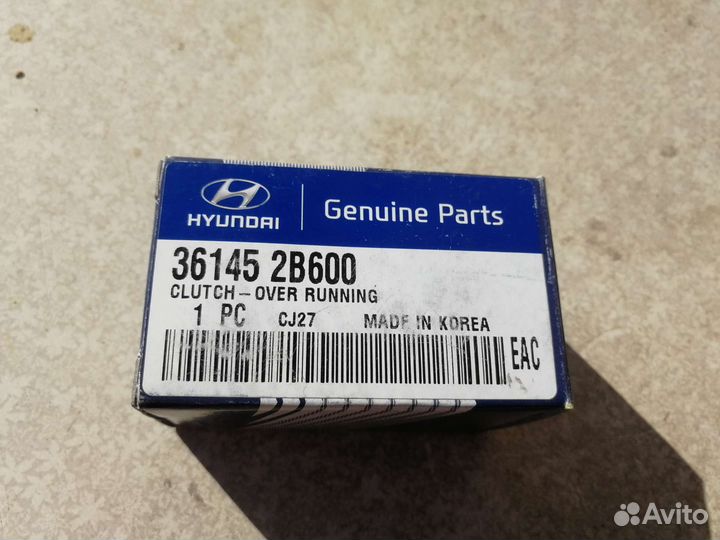 HYUNDAI
Genuine Parts
36145 2B600
CLUTCH-OVER RUNNING
1 PC CJ27 MADE IN KOREA
EAC
Avito